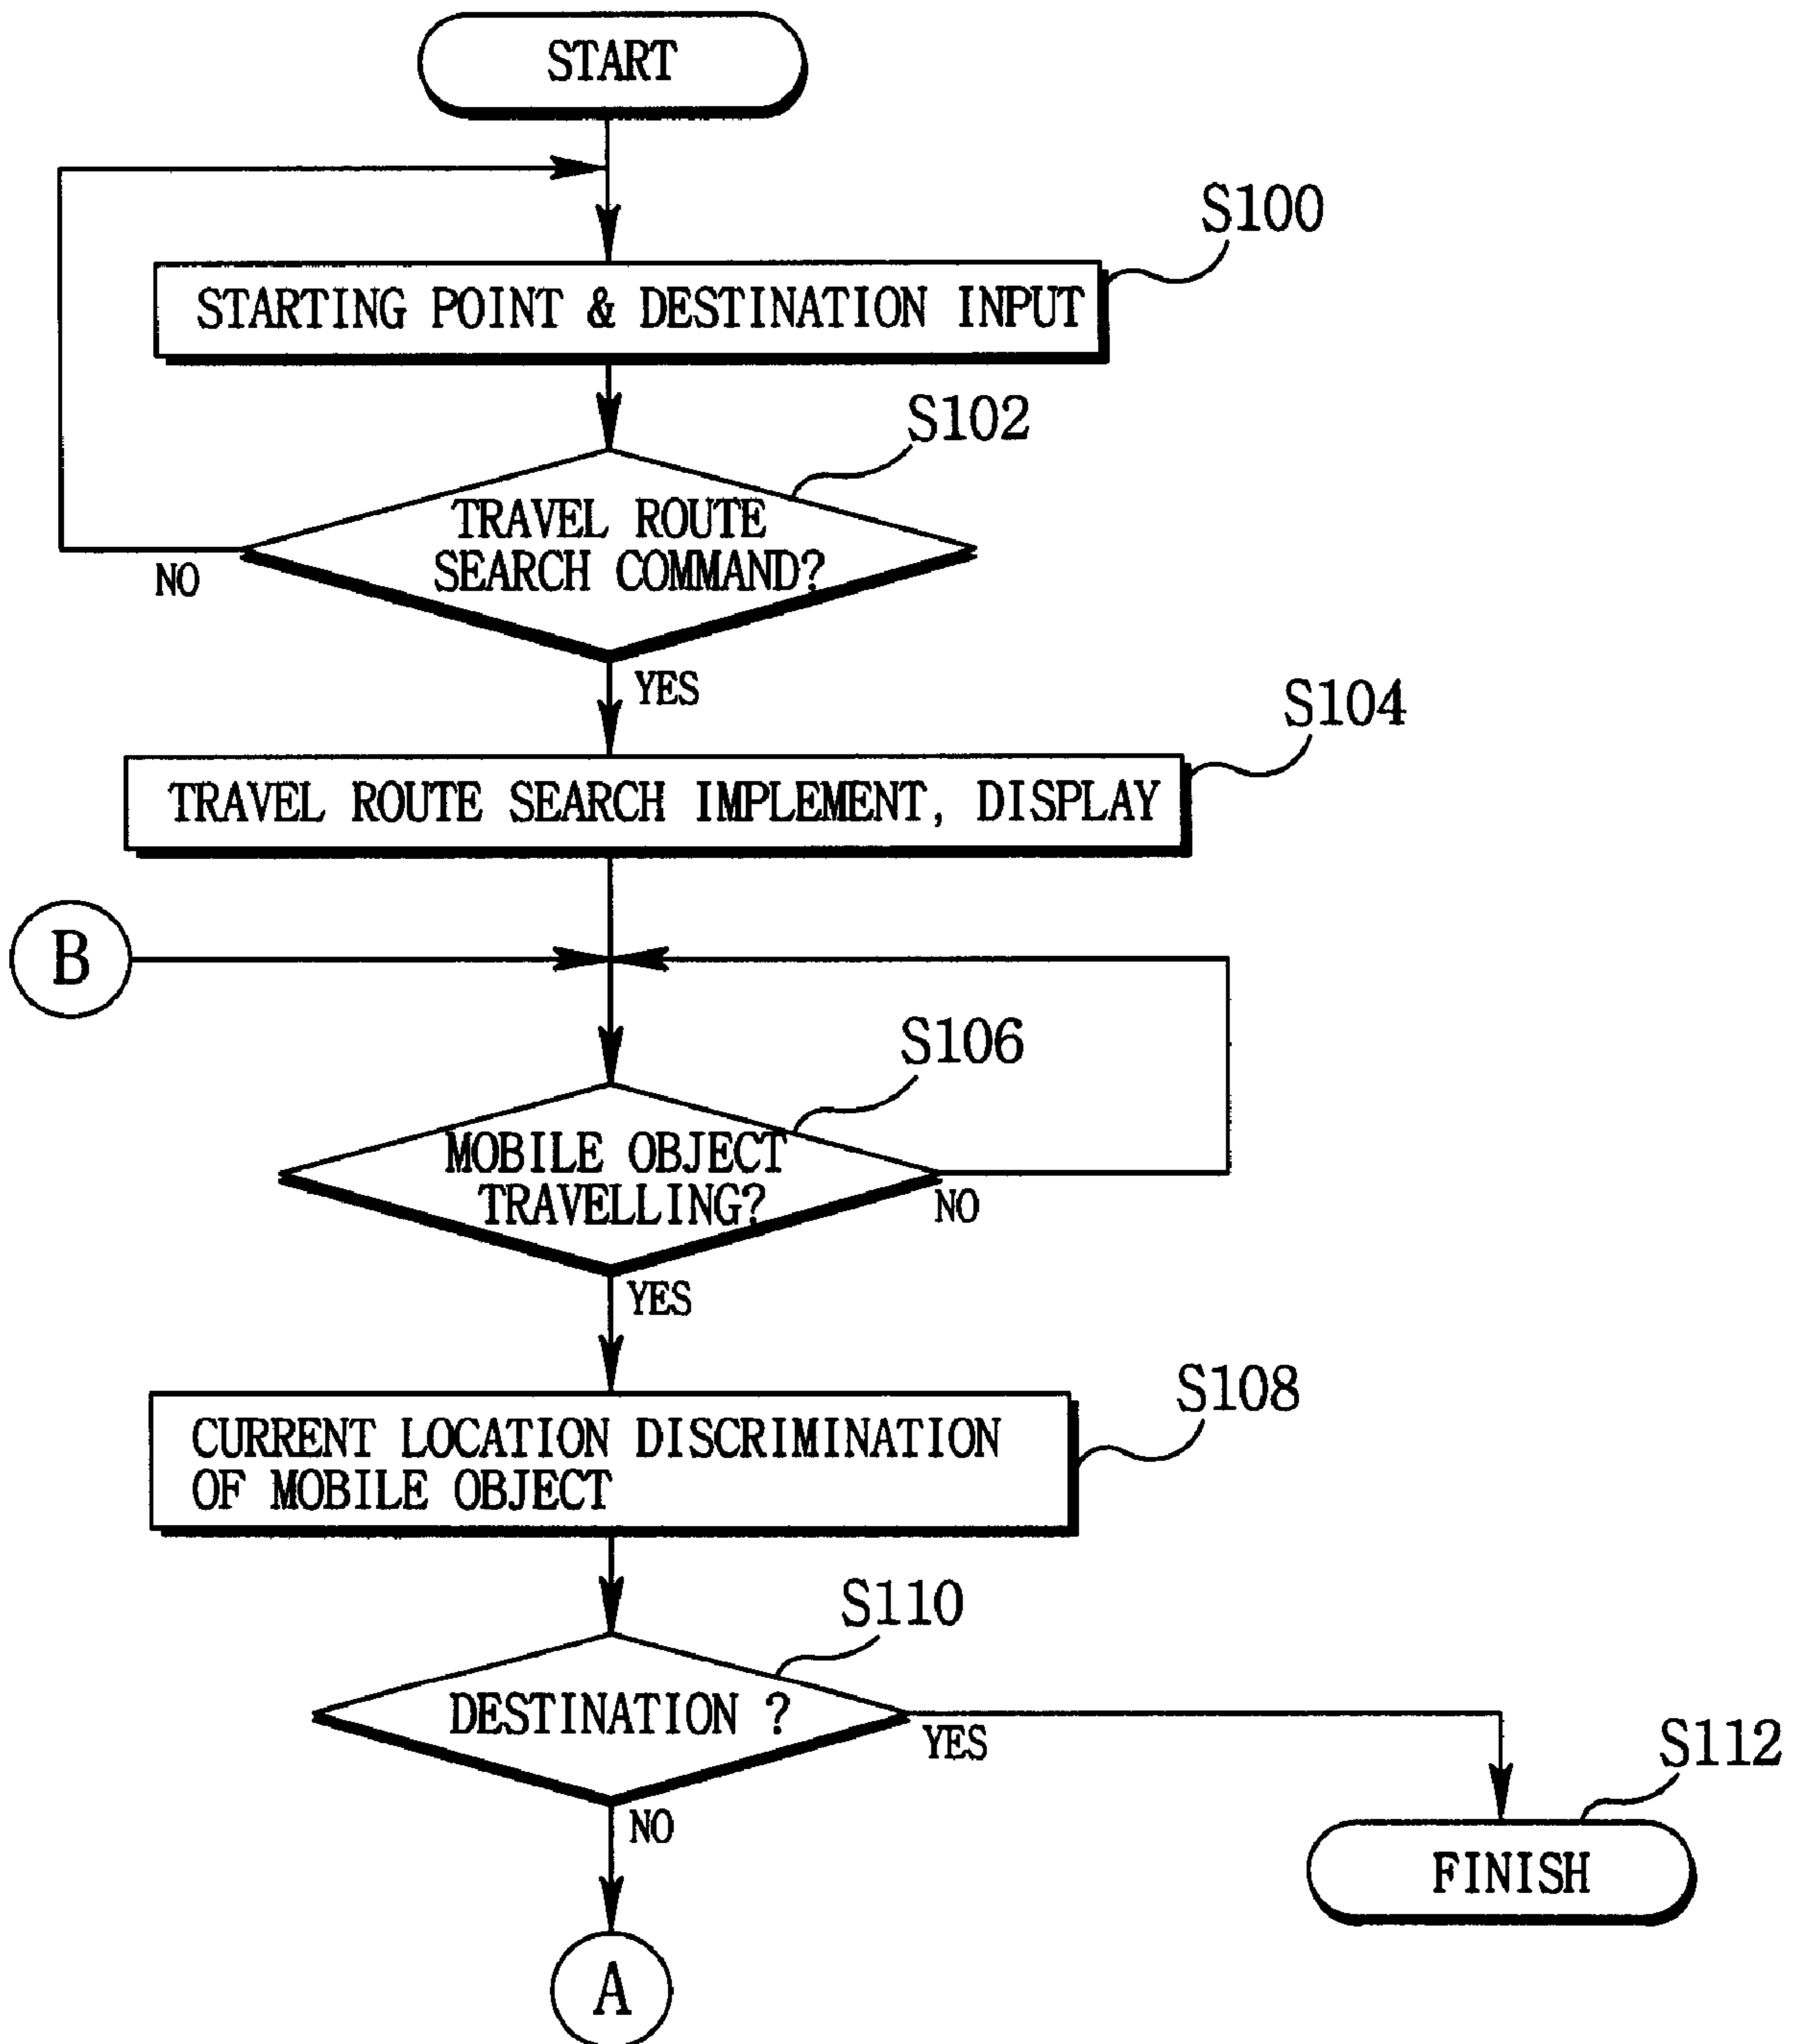 START
S100
STARTING POINT & DESTINATION INPUT
S102
TRAVEL ROUTE
SEARCH COMMAND?
NO
YES
S104
TRAVEL ROUTE SEARCH IMPLEMENT, DISPLAY
B
S106
MOBILE OBJECT
TRAVELLING?
NO
YES
S108
CURRENT LOCATION DISCRIMINATION
OF MOBILE OBJECT
S110
DESTINATION ?
YES
S112
NO
FINISH
A